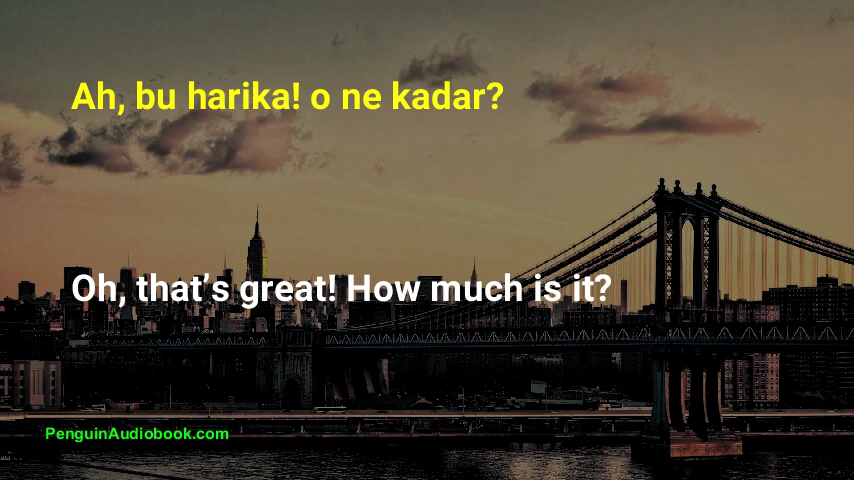 Ah, bu harika! o ne kadar?
Oh, that’s great! How much is it?
PenguinAudiobook.com